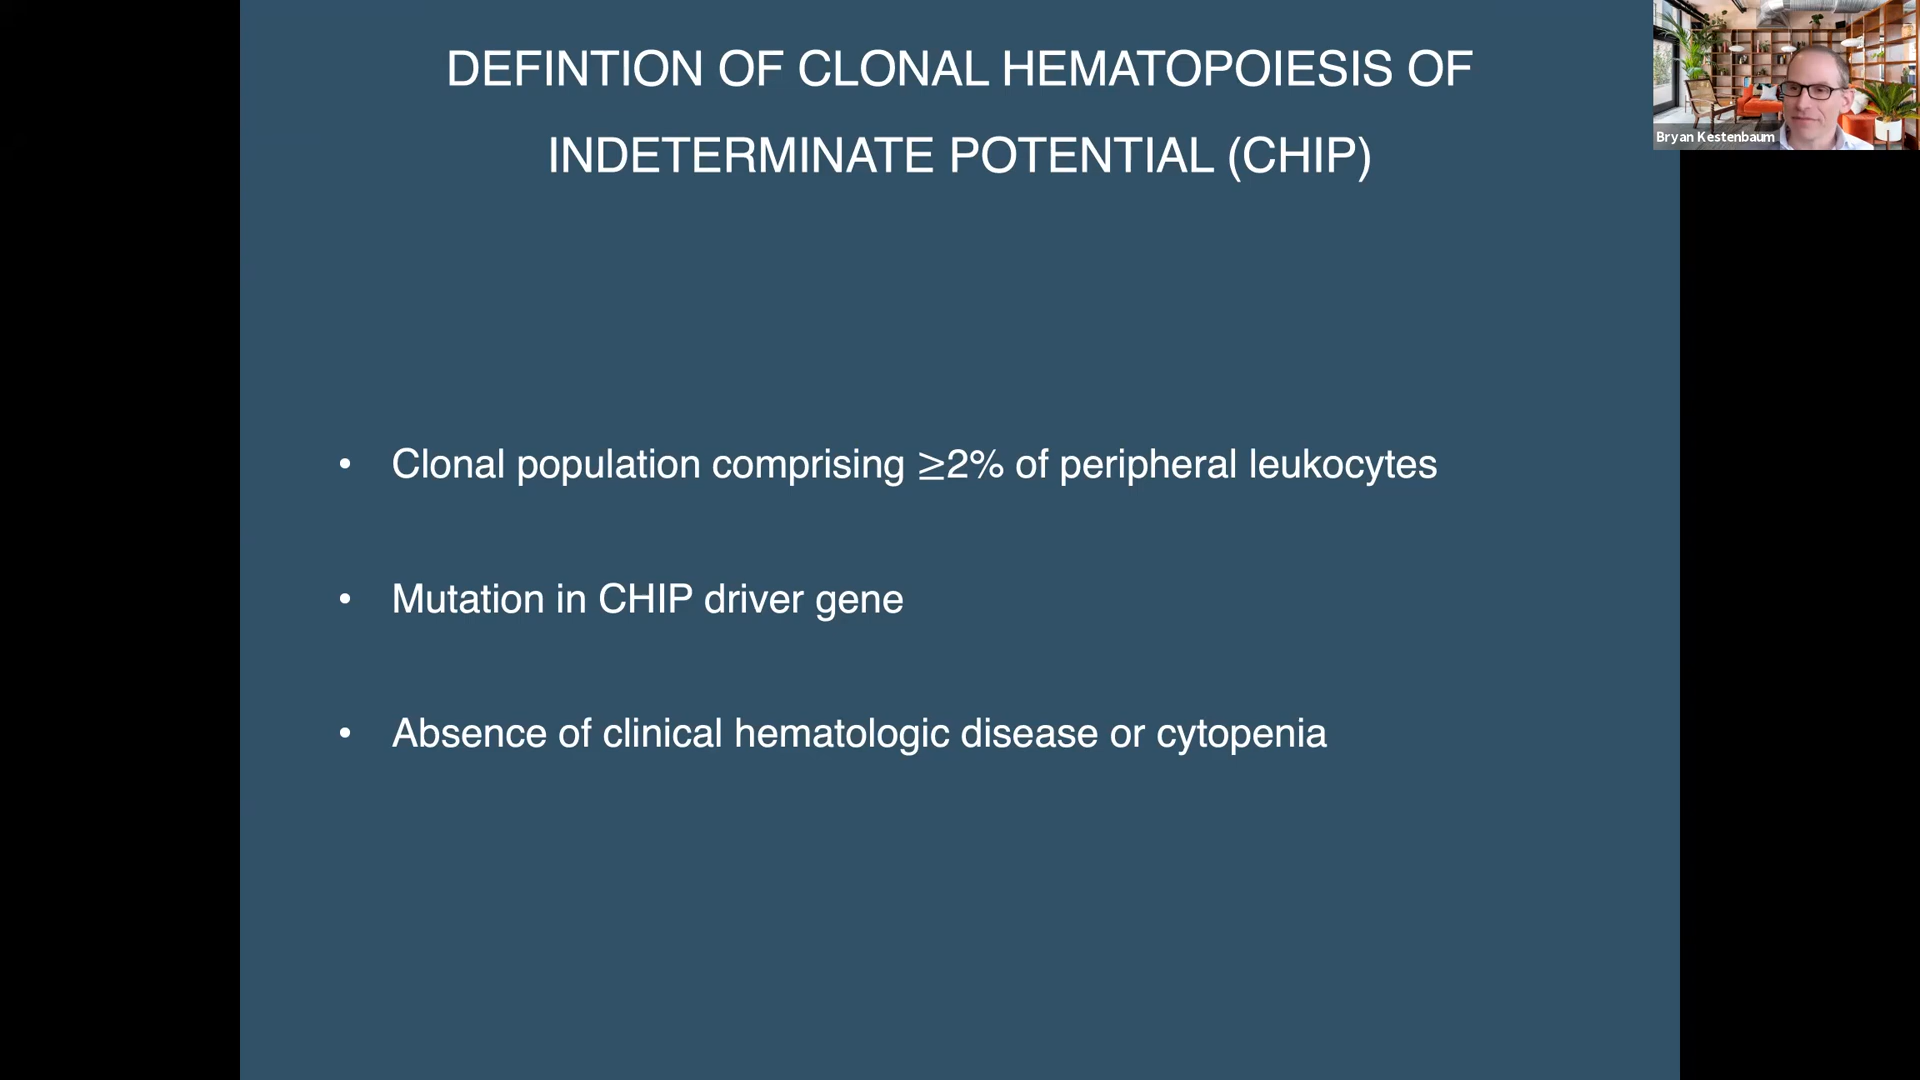 DEFINTION OF CLONAL HEMATOPOIESIS OF
INDETERMINATE POTENTIAL (CHIP)
Bryan Kestenbaum
• Clonal population comprising ≥2% of peripheral leukocytes
• Mutation in CHIP driver gene
• Absence of clinical hematologic disease or cytopenia